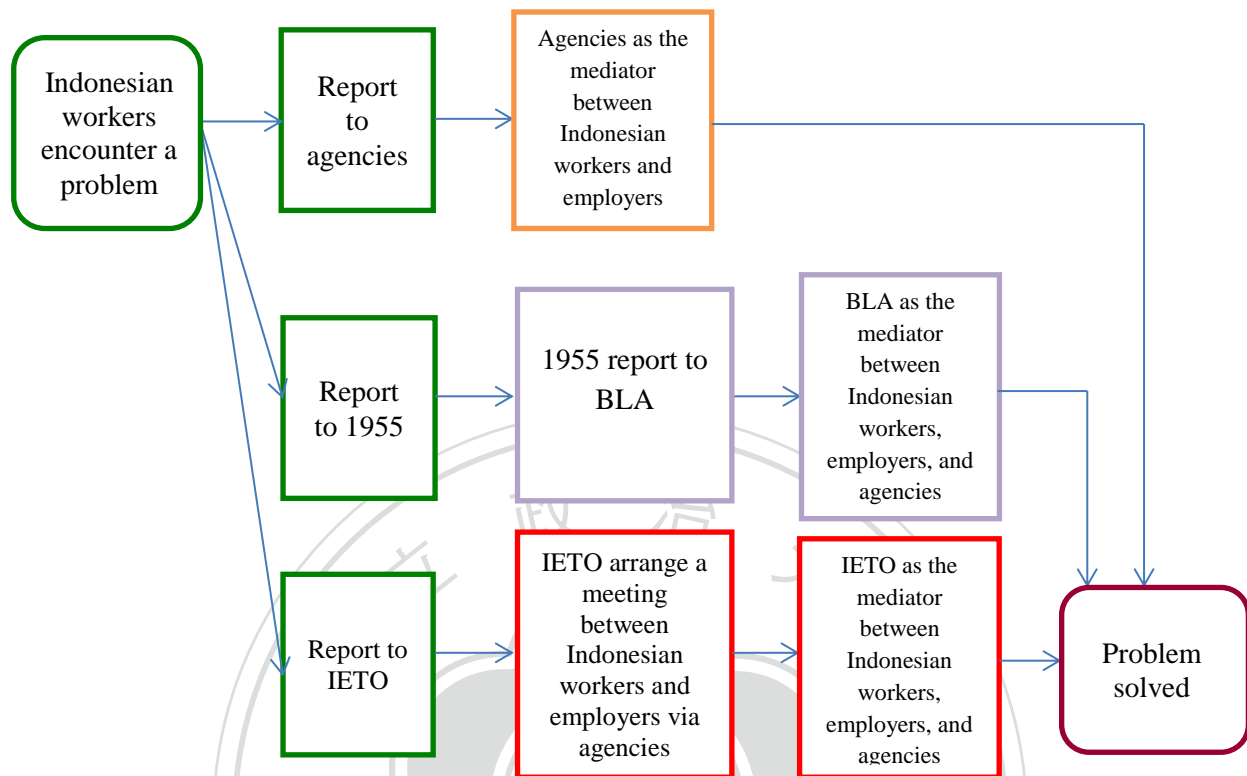 Indonesian
workers
encounter a
problem
Report
to
agencies
Agencies as the
mediator
between
Indonesian
workers and
employers
Report
to 1955
1955 report to
BLA
BLA as the
mediator
between
Indonesian
workers,
employers, and
agencies
Report to
IETO
IETO arrange a
meeting
between
Indonesian
workers and
employers via
agencies
IETO as the
mediator
between
Indonesian
workers,
employers, and
agencies
Problem
solved
立 政 治